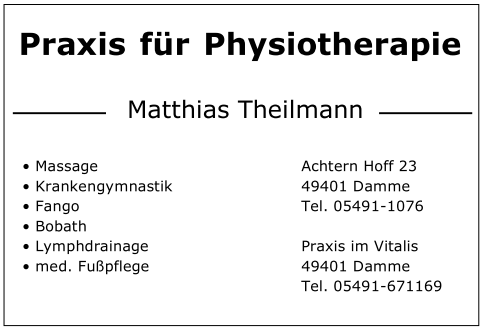 Praxis für Physiotherapie
Matthias Theilmann
• Massage
• Krankengymnastik
• Fango
• Bobath
• Lymphdrainage
• med. Fußpflege
Achtern Hoff 23
49401 Damme
Tel. 05491-1076
Praxis im Vitalis
49401 Damme
Tel. 05491-671169